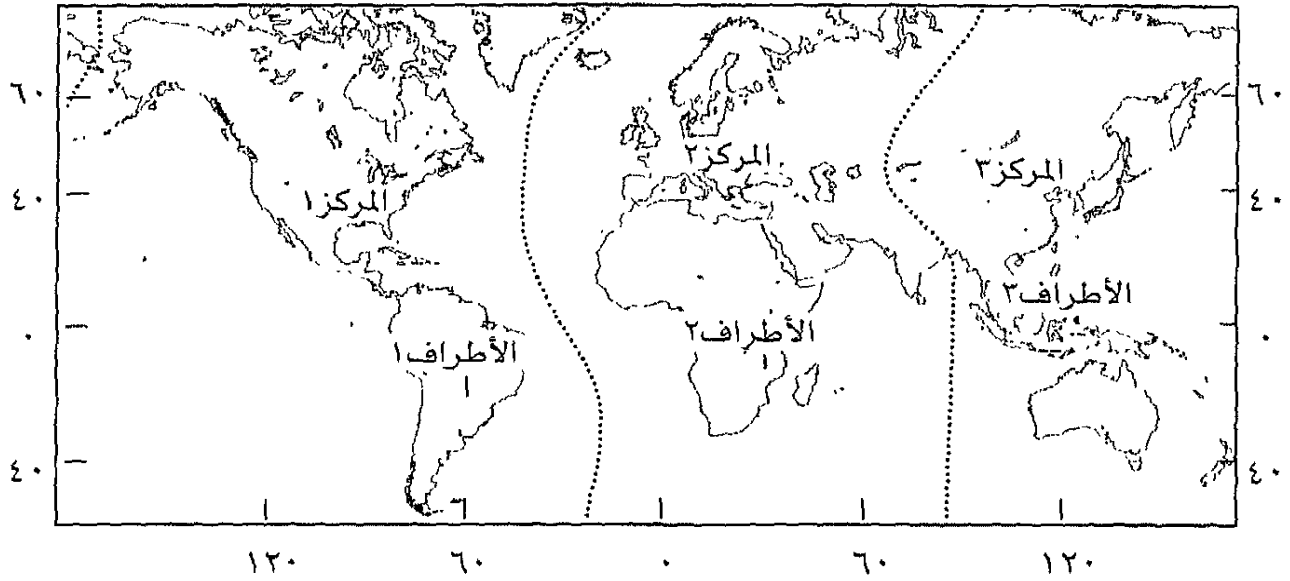 ٦٠ ٦٠
المركز٢
المركز٣
المركز١
٤٠ ٤٠
الأطراف٣
الأطراف٢
٠ ٠
الأطراف١
٤٠ ٤٠
١٢٠ ٦٠ ٠ ٦٠ ١٢٠